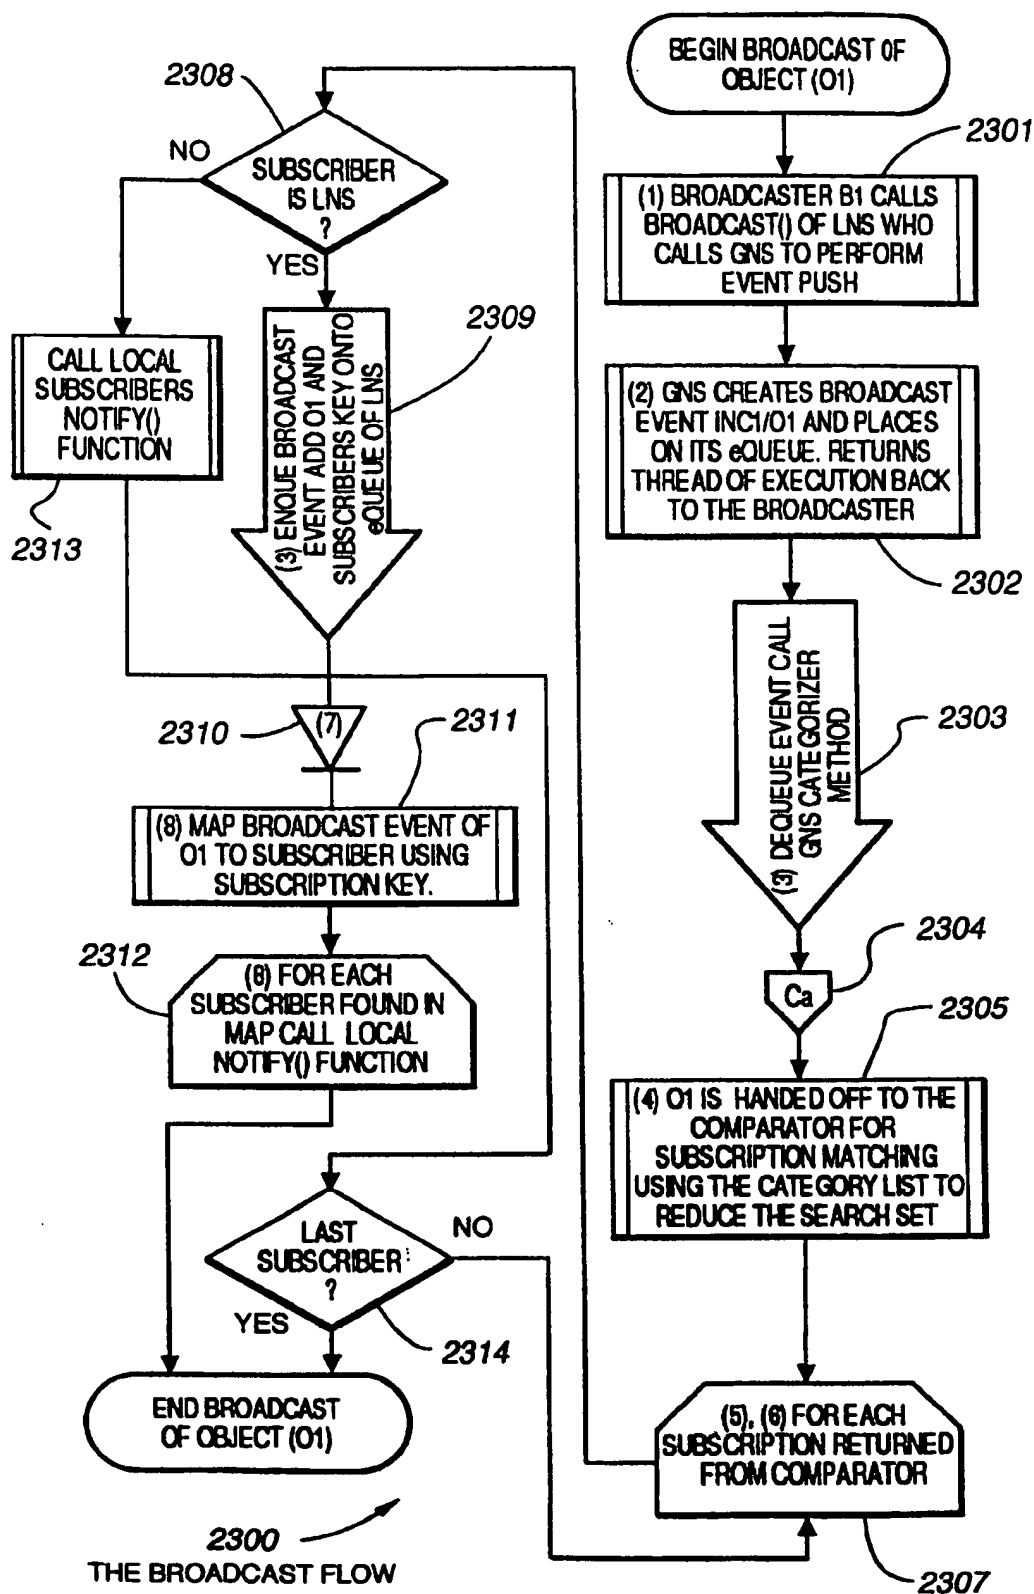 BEGIN BROADCAST OF
OBJECT (O1)
2301
(1) BROADCASTER B1 CALLS
BROADCAST() OF LNS WHO
CALLS GNS TO PERFORM
EVENT PUSH
(2) GNS CREATES BROADCAST
EVENT INC1/O1 AND PLACES
ON ITS eQUEUE. RETURNS
THREAD OF EXECUTION BACK
TO THE BROADCASTER
2302
(3) DEQUEUE EVENT CALL
GNS CATEGORIZER
METHOD
2303
2304
Ca
2305
(4) O1 IS HANDED OFF TO THE
COMPARATOR FOR
SUBSCRIPTION MATCHING
USING THE CATEGORY LIST TO
REDUCE THE SEARCH SET
(5), (6) FOR EACH
SUBSCRIPTION RETURNED
FROM COMPARATOR
2307
2308
NO
SUBSCRIBER
IS LNS
?
YES
2309
(3) ENQUE BROADCAST
EVENT ADD O1 AND
SUBSCRIBERS KEY ONTO
eQUEUE OF LNS
CALL LOCAL
SUBSCRIBERS
NOTIFY()
FUNCTION
2313
2310
(7)
2311
(8) MAP BROADCAST EVENT OF
O1 TO SUBSCRIBER USING
SUBSCRIPTION KEY.
2312
(8) FOR EACH
SUBSCRIBER FOUND IN
MAP CALL LOCAL
NOTIFY() FUNCTION
LAST
SUBSCRIBER
?
NO
YES
2314
END BROADCAST
OF OBJECT (O1)
2300
THE BROADCAST FLOW